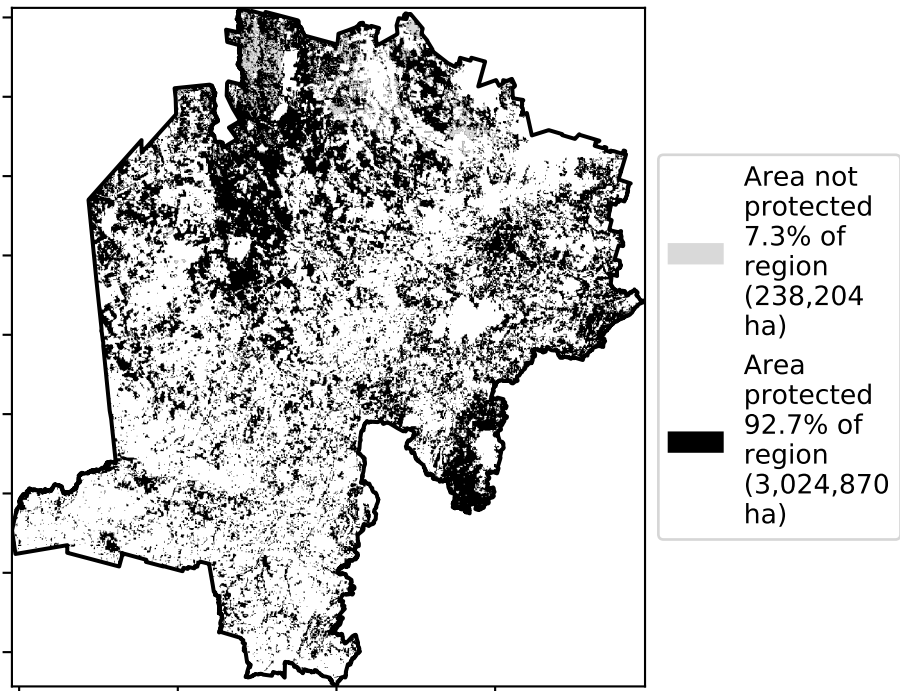 Area not
protected
7.3% of
region
(238,204
ha)
Area
protected
92.7% of
region
(3,024,870
ha)